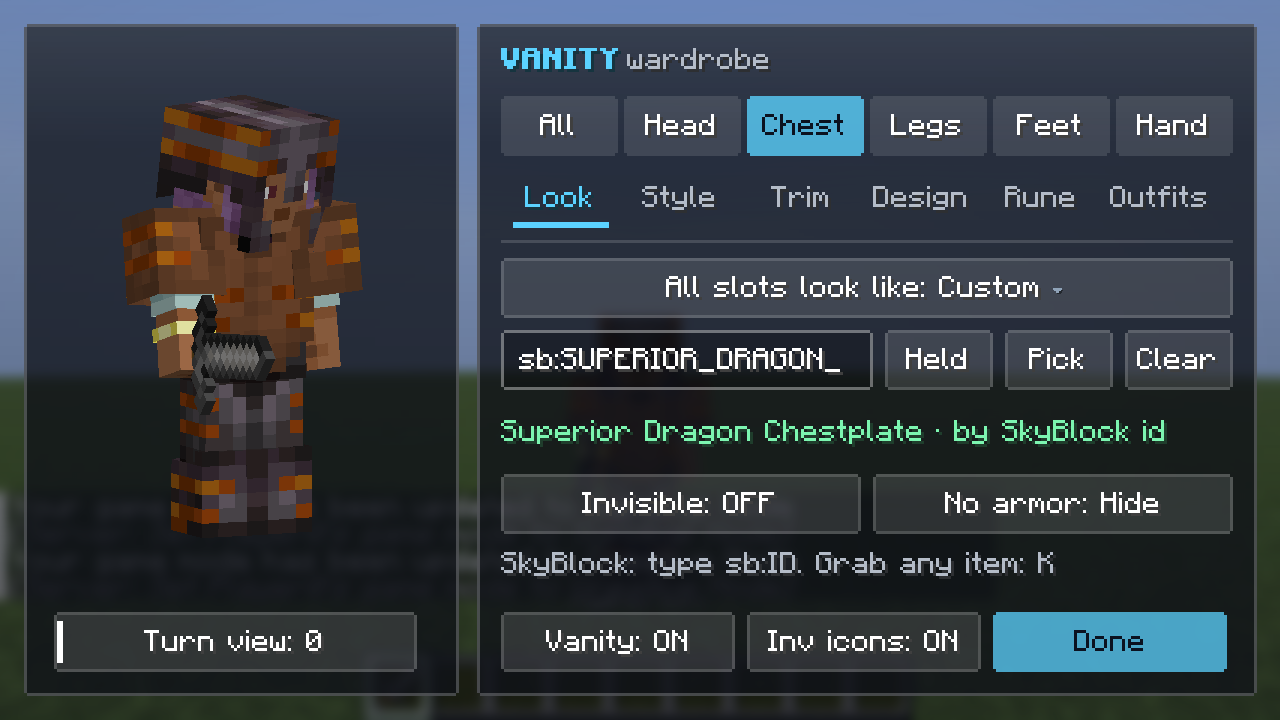 VANITY wardrobe
All Head Chest Legs Feet Hand
Look Style Trim Design Rune Outfits
All slots look like: Custom
sb:SUPERIOR_DRAGON_ Held Pick Clear
Superior Dragon Chestplate · by SkyBlock id
Invisible: OFF No armor: Hide
SkyBlock: type sb:ID. Grab any item: K
Turn view: 0 Vanity: ON Inv icons: ON Done